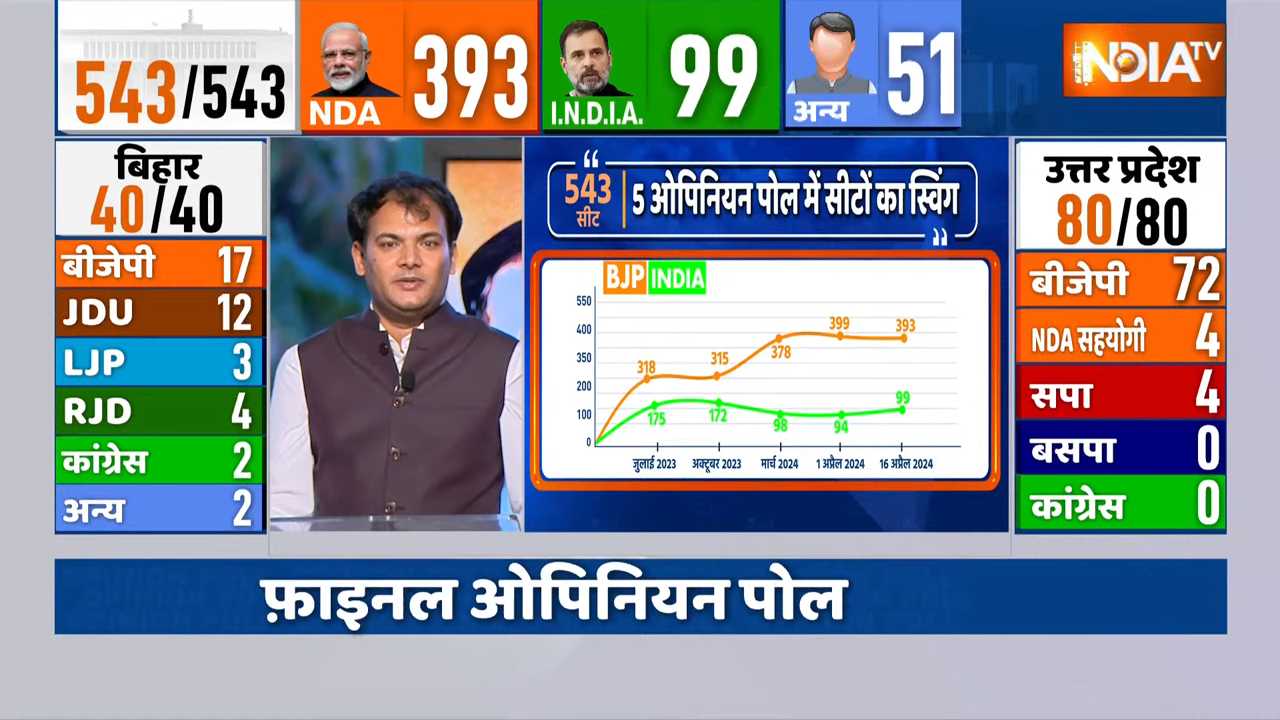 543/543
NDA
393
I.N.D.I.A.
99
अन्य
51
INDIA TV
बिहार
40/40
बीजेपी 17
JDU 12
LJP 3
RJD 4
कांग्रेस 2
अन्य 2
“
543
सीट
5 ओपिनियन पोल में सीटों का स्विंग
”
BJP INDIA
550
400
350
200
100
0
318
315
378
399
393
175
172
98
94
99
जुलाई 2023
अक्टूबर 2023
मार्च 2024
1 अप्रैल 2024
16 अप्रैल 2024
उत्तर प्रदेश
80/80
बीजेपी 72
NDA सहयोगी 4
सपा 4
बसपा 0
कांग्रेस 0
फ़ाइनल ओपिनियन पोल